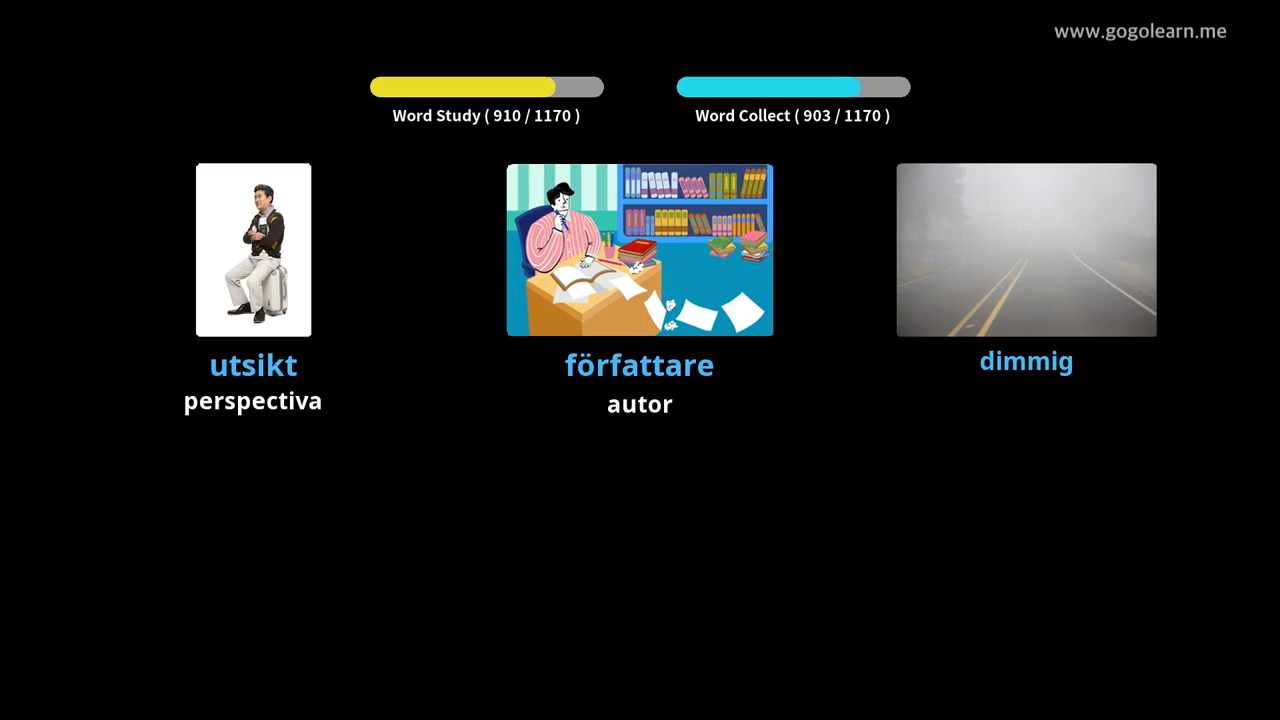 www.gogolearn.me
Word Study ( 910 / 1170 )
Word Collect ( 903 / 1170 )
utsikt
perspectiva
författare
autor
dimmig